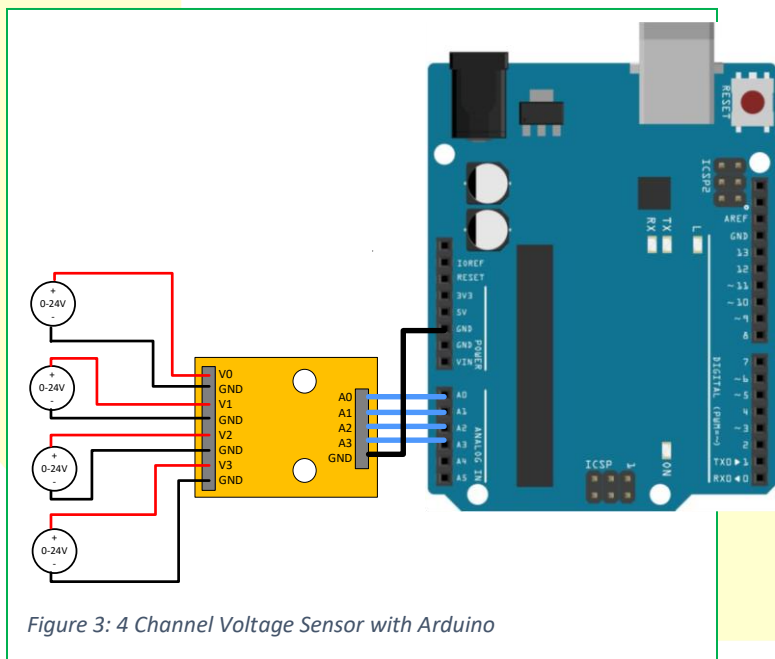 RESET
ICSP2
AREF
GND
13
12
~11
~10
~9
8
7
~6
~5
4
~3
2
TXD►1
RXD◄0
DIGITAL (PWM=~)
RX
TX
L
IOREF
RESET
3V3
5V
GND
GND
VIN
POWER
A0
A1
A2
A3
A4
A5
ANALOG IN
ICSP
1
ON
+
0-24V
-
+
0-24V
-
+
0-24V
-
+
0-24V
-
V0
GND
V1
GND
V2
GND
V3
GND
A0
A1
A2
A3
GND
Figure 3: 4 Channel Voltage Sensor with Arduino